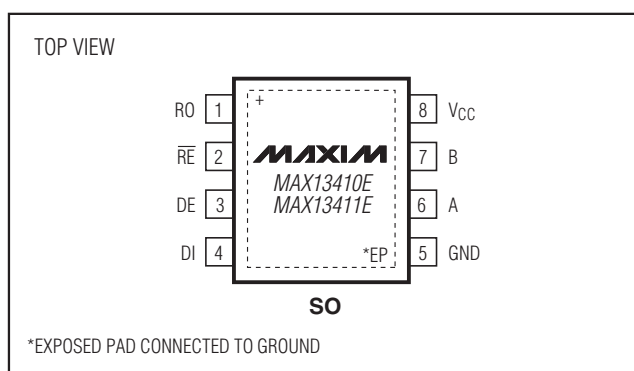 TOP VIEW
RO 1 + 8 VCC
RE 2 MAXIM 7 B
MAX13410E
DE 3 MAX13411E 6 A
DI 4 *EP 5 GND
SO
*EXPOSED PAD CONNECTED TO GROUND